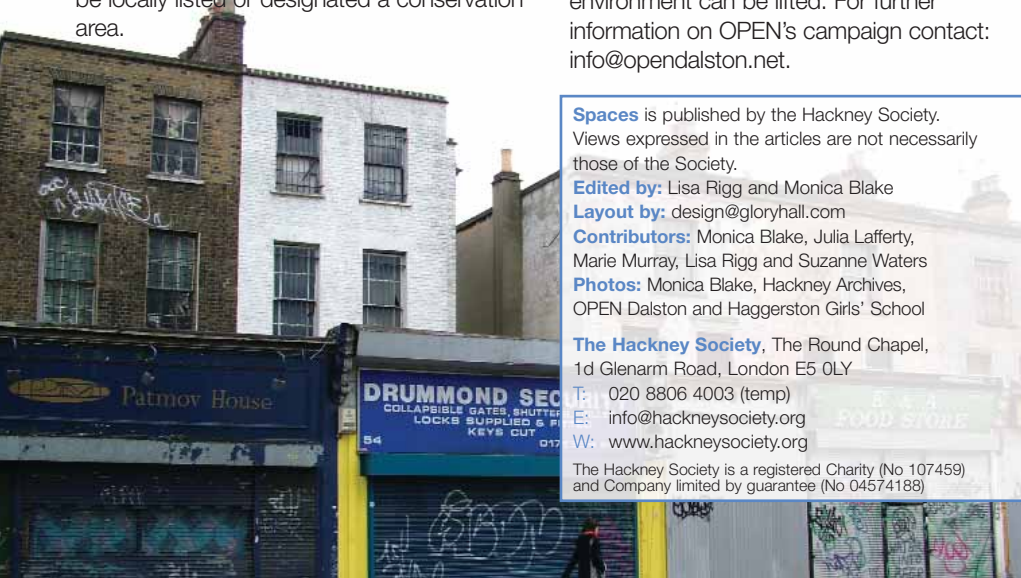 be locally listed or designated a conservation
area.
environment can be lifted. For further
information on OPEN's campaign contact:
info@opendalston.net.
Spaces is published by the Hackney Society.
Views expressed in the articles are not necessarily
those of the Society.
Edited by: Lisa Rigg and Monica Blake
Layout by: design@gloryhall.com
Contributors: Monica Blake, Julia Lafferty,
Marie Murray, Lisa Rigg and Suzanne Waters
Photos: Monica Blake, Hackney Archives,
OPEN Dalston and Haggerston Girls' School
The Hackney Society, The Round Chapel,
1d Glenarm Road, London E5 0LY
T: 020 8806 4003 (temp)
E: info@hackneysociety.org
W: www.hackneysociety.org
The Hackney Society is a registered Charity (No 107459)
and Company limited by guarantee (No 04574188)
Patmov House
DRUMMOND SECURITY
COLLAPSIBLE GATES, SHUTTER
LOCKS SUPPLIED &
KEYS CUT
54
FOOD STORE